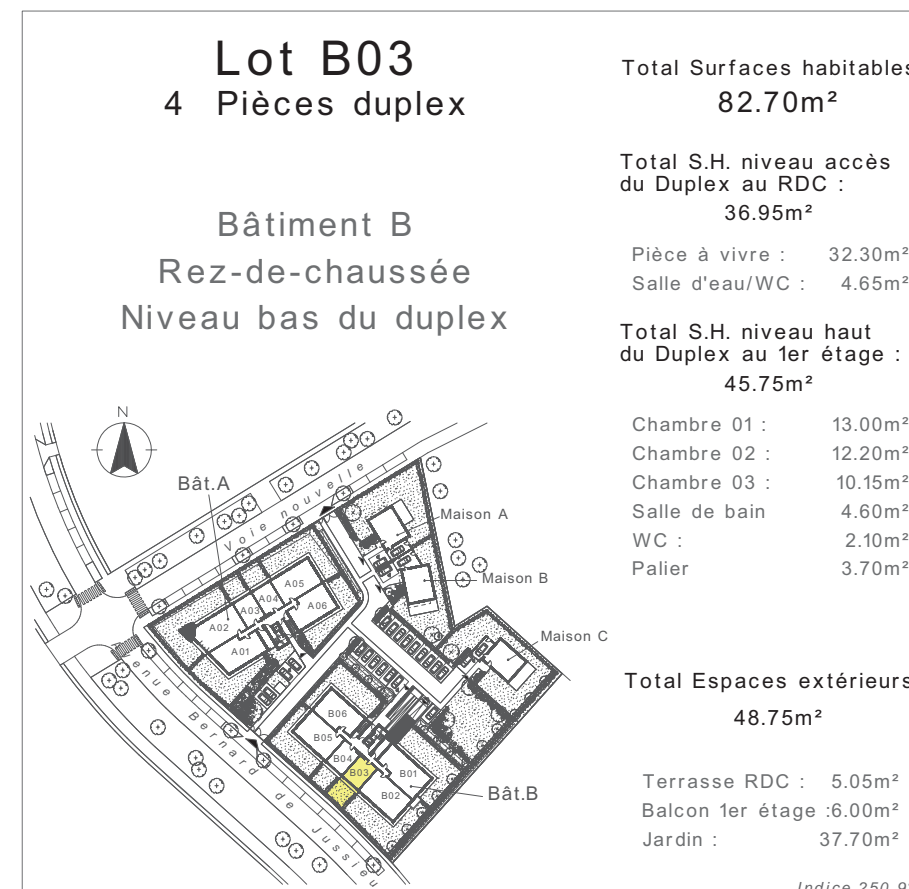 Lot B03
4 Pièces duplex
Bâtiment B
Rez-de-chaussée
Niveau bas du duplex
Total Surfaces habitables
82.70m²
Total S.H. niveau accès
du Duplex au RDC :
36.95m²
Pièce à vivre : 32.30m²
Salle d'eau/WC : 4.65m²
Total S.H. niveau haut
du Duplex au 1er étage :
45.75m²
Chambre 01 : 13.00m²
Chambre 02 : 12.20m²
Chambre 03 : 10.15m²
Salle de bain 4.60m²
WC : 2.10m²
Palier 3.70m²
Total Espaces extérieurs
48.75m²
Terrasse RDC : 5.05m²
Balcon 1er étage :6.00m²
Jardin : 37.70m²
N
Bât.A
Voie nouvelle
Maison A
Maison B
Maison C
A05
A04
A06
A03
A02
A01
B06
B05
B04
B03
B01
B02
Bât.B
enue Bernard de Jussieu